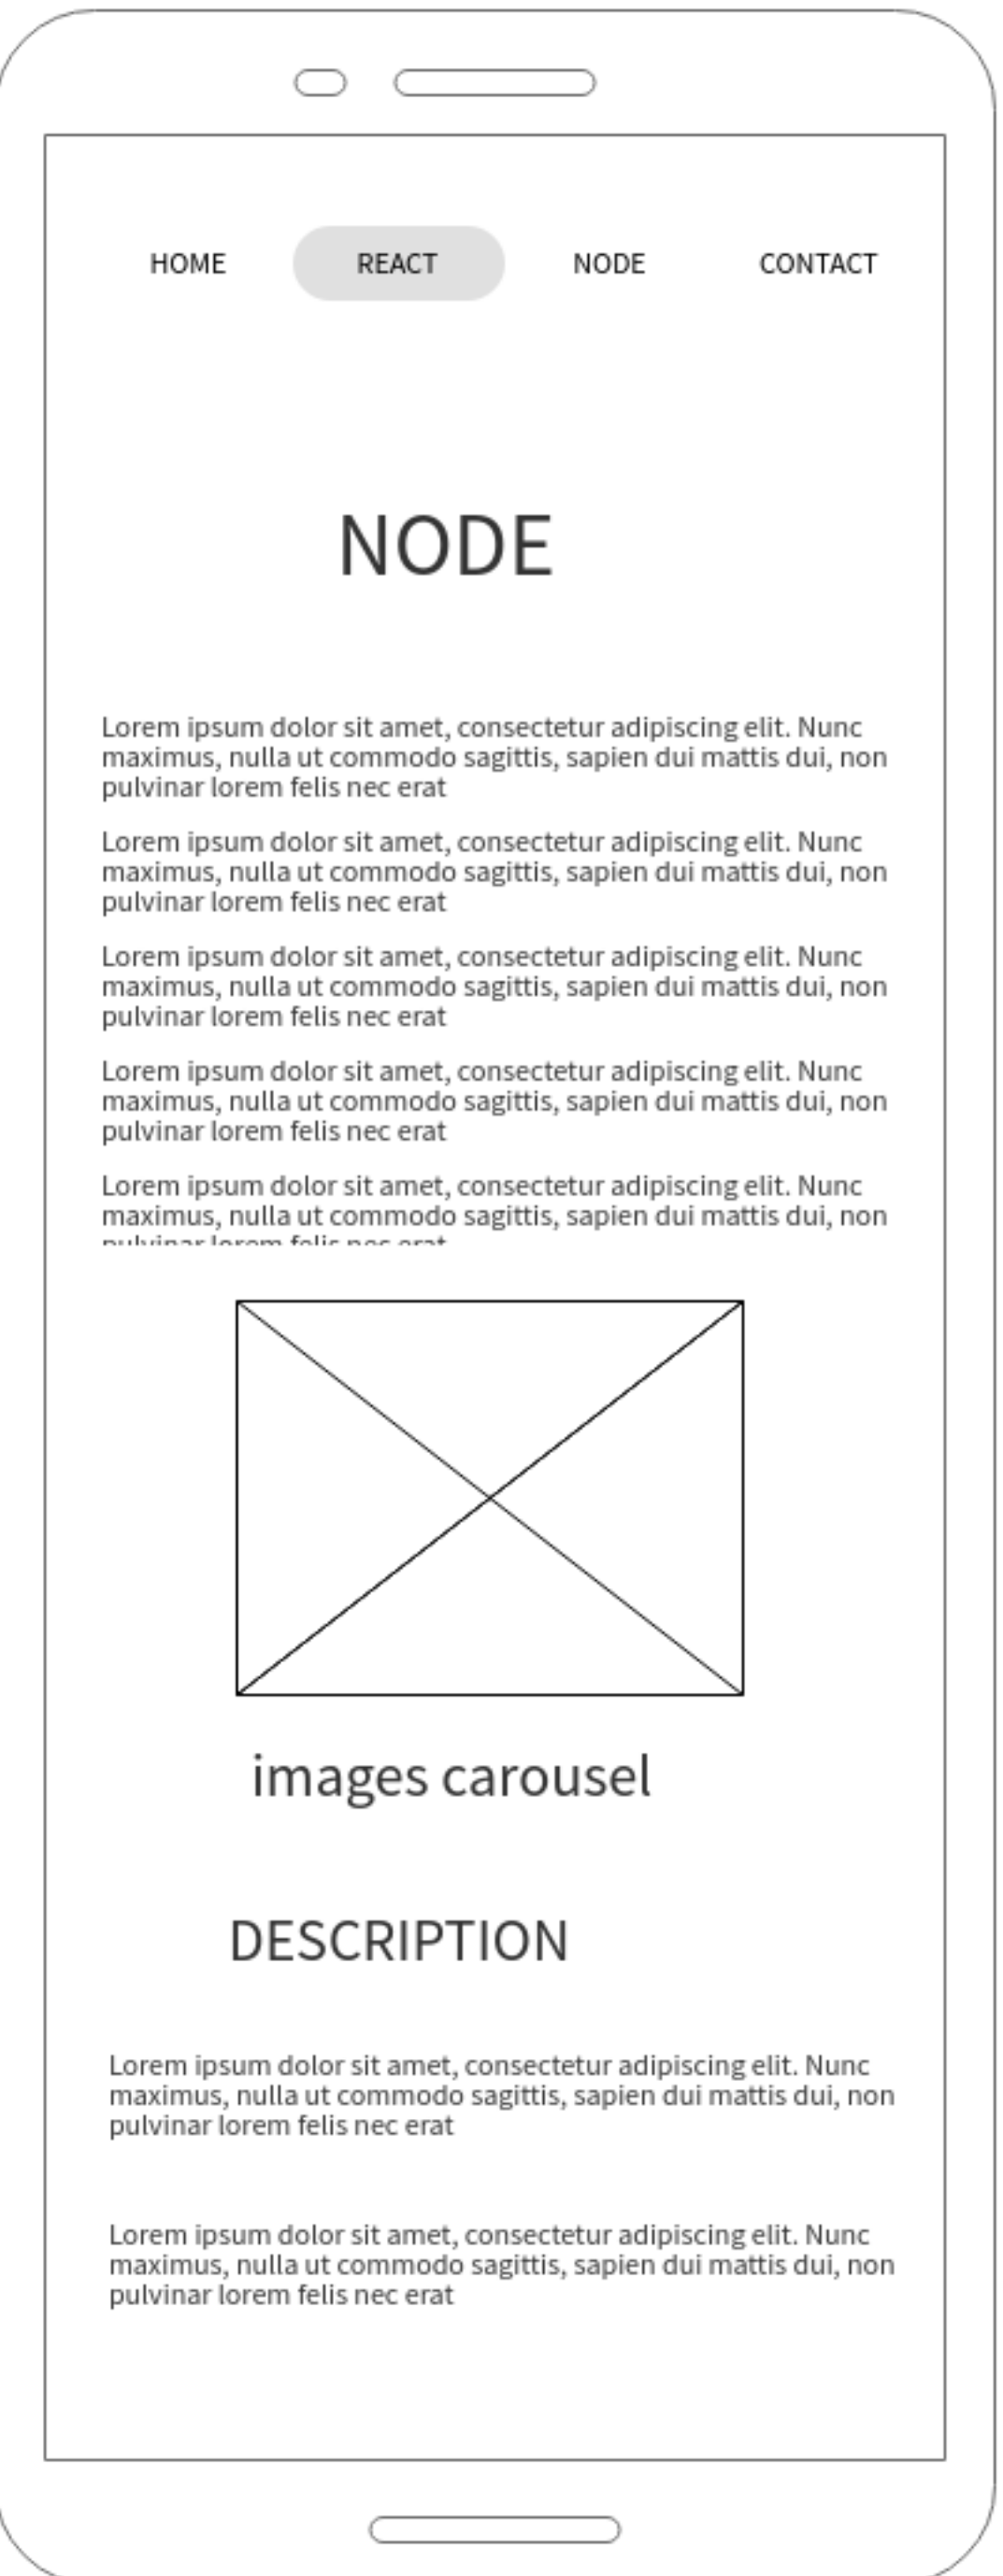 HOME REACT NODE CONTACT
NODE
Lorem ipsum dolor sit amet, consectetur adipiscing elit. Nunc
maximus, nulla ut commodo sagittis, sapien dui mattis dui, non
pulvinar lorem felis nec erat
Lorem ipsum dolor sit amet, consectetur adipiscing elit. Nunc
maximus, nulla ut commodo sagittis, sapien dui mattis dui, non
pulvinar lorem felis nec erat
Lorem ipsum dolor sit amet, consectetur adipiscing elit. Nunc
maximus, nulla ut commodo sagittis, sapien dui mattis dui, non
pulvinar lorem felis nec erat
Lorem ipsum dolor sit amet, consectetur adipiscing elit. Nunc
maximus, nulla ut commodo sagittis, sapien dui mattis dui, non
pulvinar lorem felis nec erat
Lorem ipsum dolor sit amet, consectetur adipiscing elit. Nunc
maximus, nulla ut commodo sagittis, sapien dui mattis dui, non
pulvinar lorem felis nec erat
images carousel
DESCRIPTION
Lorem ipsum dolor sit amet, consectetur adipiscing elit. Nunc
maximus, nulla ut commodo sagittis, sapien dui mattis dui, non
pulvinar lorem felis nec erat
Lorem ipsum dolor sit amet, consectetur adipiscing elit. Nunc
maximus, nulla ut commodo sagittis, sapien dui mattis dui, non
pulvinar lorem felis nec erat